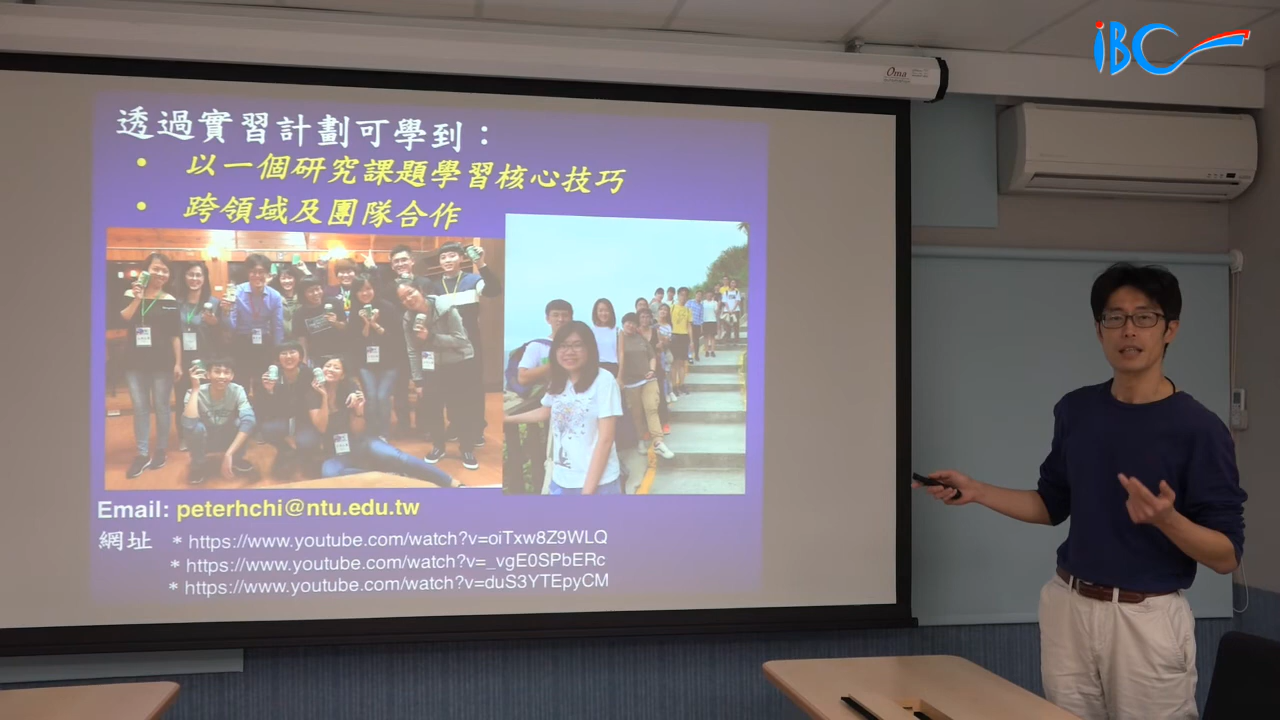 iBC
Oms
透過實習計劃可學到：
• 以一個研究課題學習核心技巧
• 跨領域及團隊合作
Email: peterhchi@ntu.edu.tw
網址 * https://www.youtube.com/watch?v=oiTxw8Z9WLQ
* https://www.youtube.com/watch?v=_vgE0SPbERc
* https://www.youtube.com/watch?v=duS3YTEpyCM